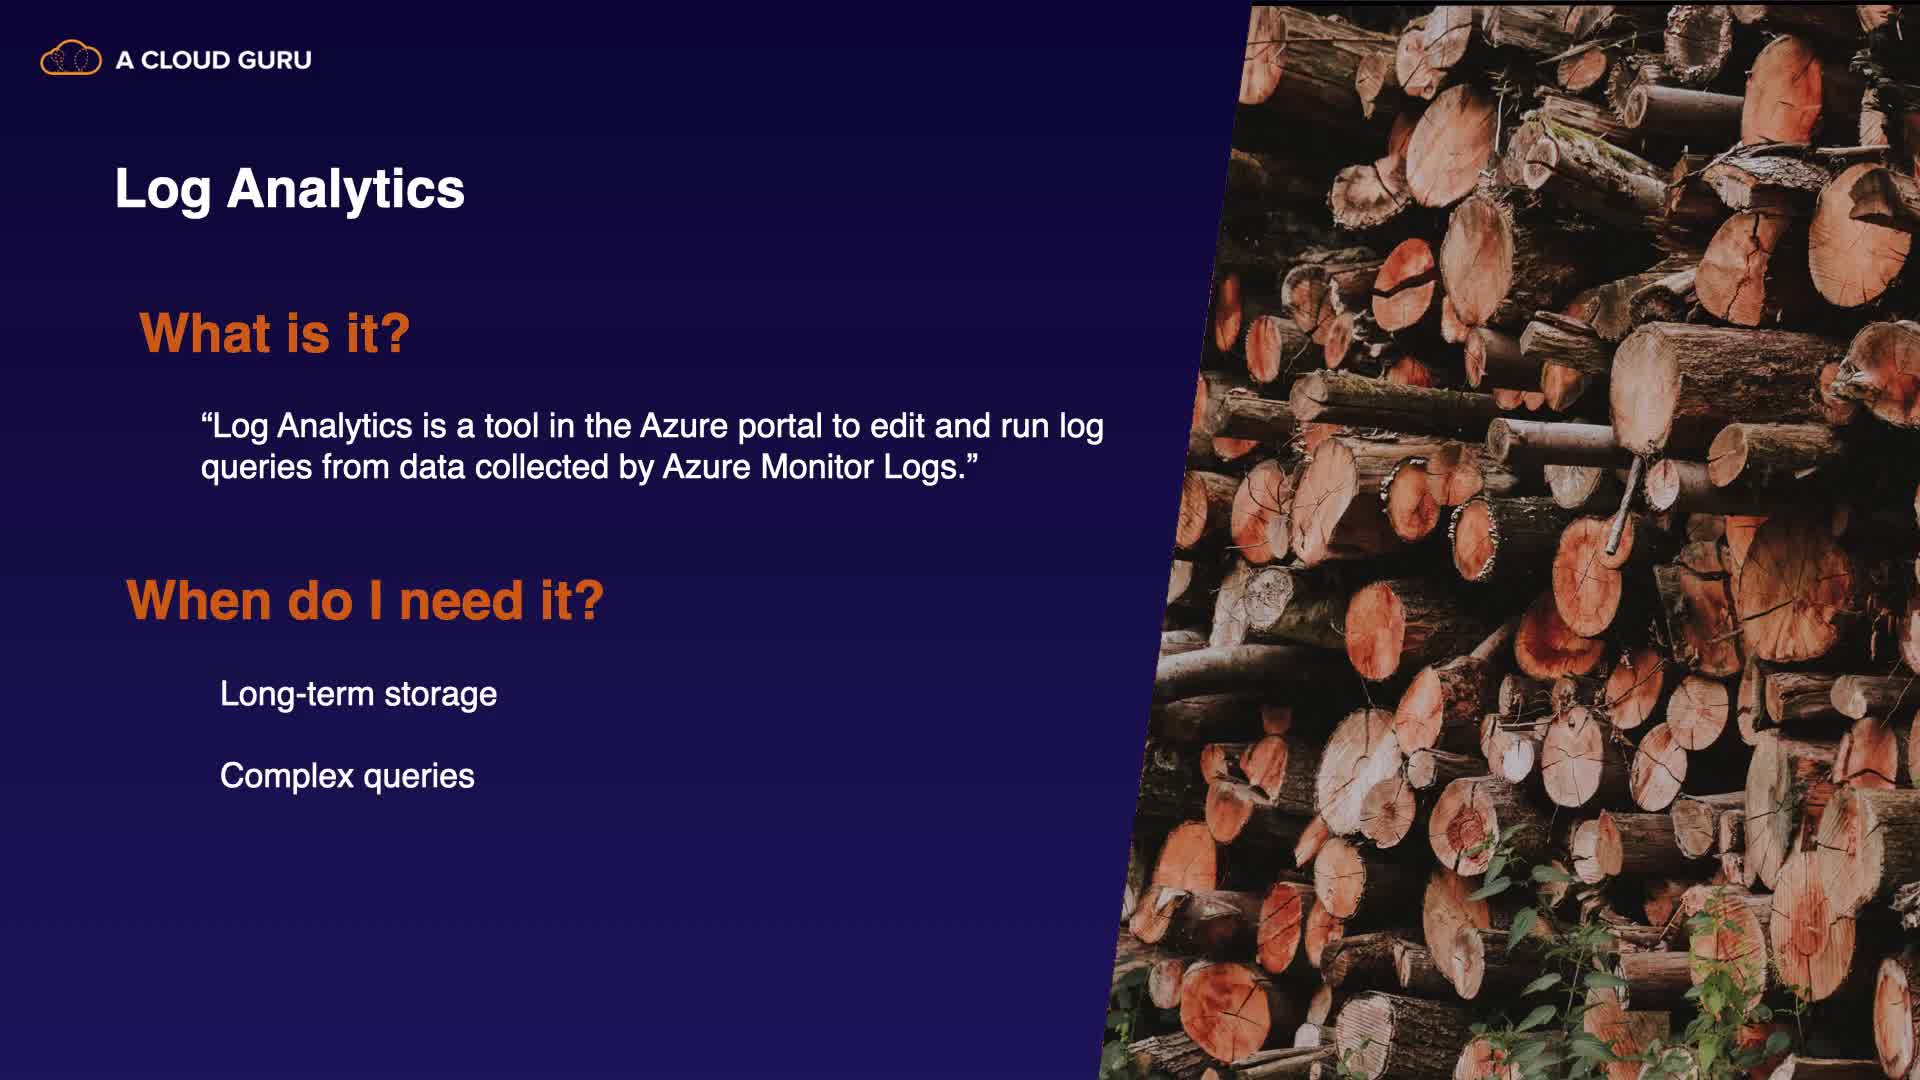 A CLOUD GURU
Log Analytics
What is it?
“Log Analytics is a tool in the Azure portal to edit and run log
queries from data collected by Azure Monitor Logs.”
When do I need it?
Long-term storage
Complex queries